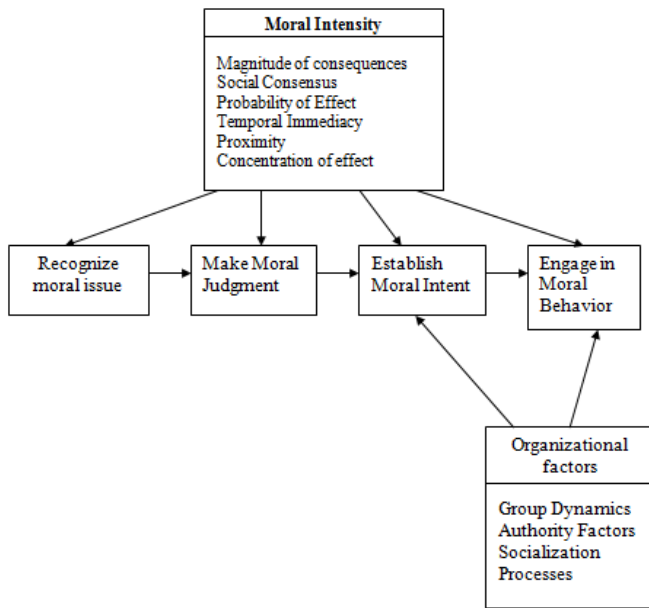 Moral Intensity
Magnitude of consequences
Social Consensus
Probability of Effect
Temporal Immediacy
Proximity
Concentration of effect
Recognize
moral issue
Make Moral
Judgment
Establish
Moral Intent
Engage in
Moral
Behavior
Organizational
factors
Group Dynamics
Authority Factors
Socialization
Processes